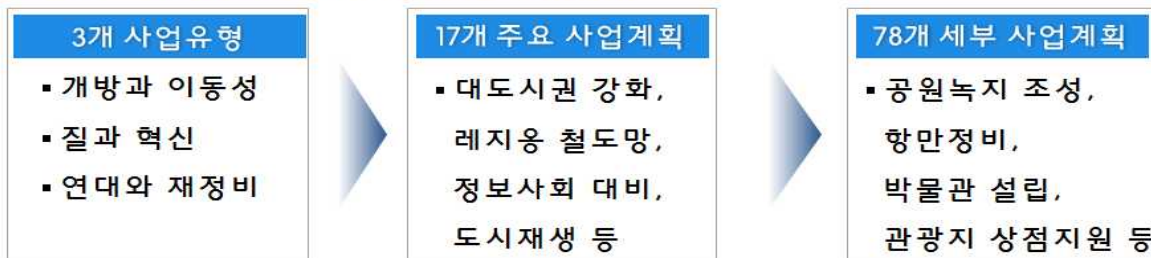 3개 사업유형
▪ 개방과 이동성
▪ 질과 혁신
▪ 연대와 재정비
17개 주요 사업계획
▪ 대도시권 강화,
레지옹 철도망,
정보사회 대비,
도시재생 등
78개 세부 사업계획
▪ 공원녹지 조성,
항만정비,
박물관 설립,
관광지 상점지원 등